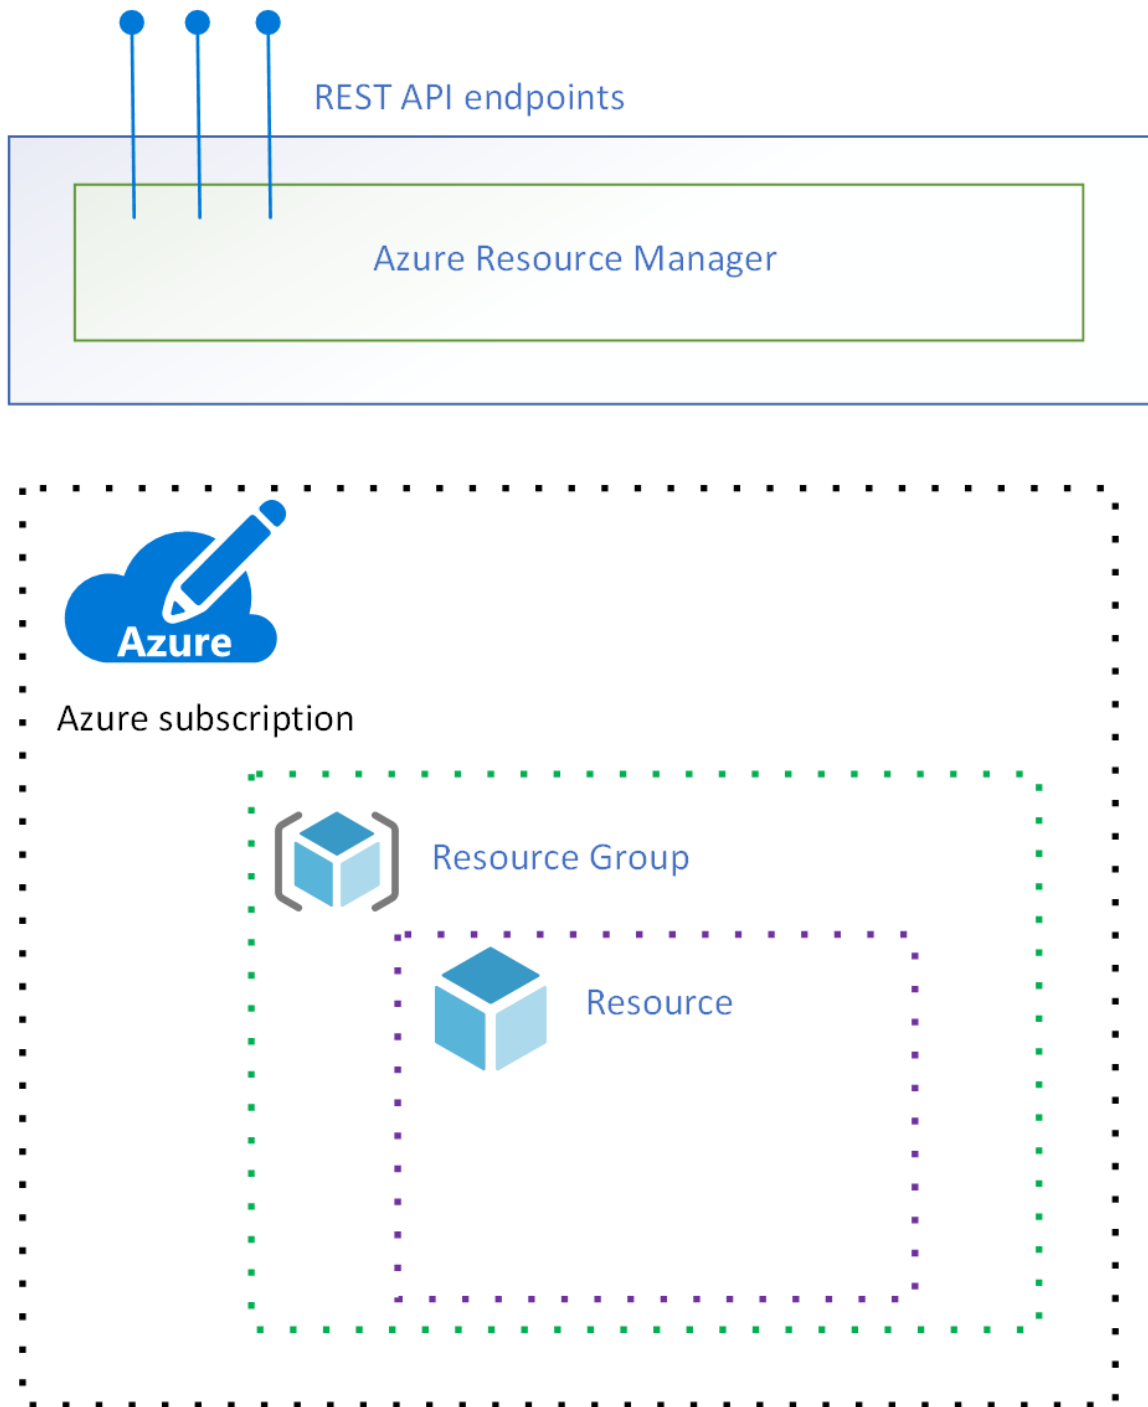 REST API endpoints
Azure Resource Manager
Azure
Azure subscription
Resource Group
Resource